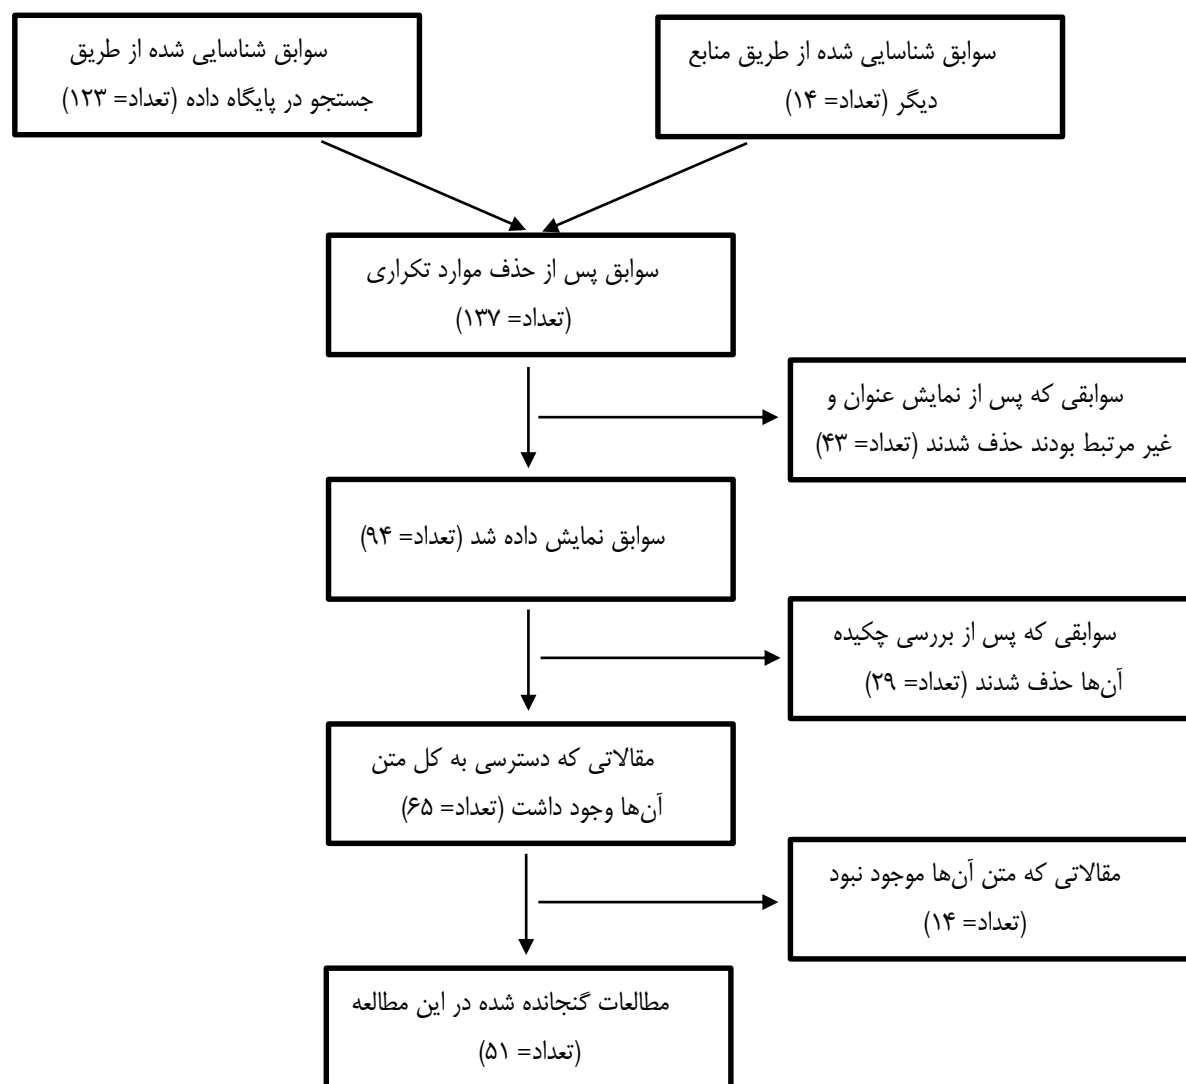 سوابق شناسایی شده از طریق
جستجو در پایگاه داده (تعداد= ۱۲۳)
سوابق شناسایی شده از طریق منابع
دیگر (تعداد= ۱۴)
سوابق پس از حذف موارد تکراری
(تعداد= ۱۳۷)
سوابقی که پس از نمایش عنوان و
غیر مرتبط بودند حذف شدند (تعداد= ۴۳)
سوابق نمایش داده شد (تعداد= ۹۴)
سوابقی که پس از بررسی چکیده
آن‌ها حذف شدند (تعداد= ۲۹)
مقالاتی که دسترسی به کل متن
آن‌ها وجود داشت (تعداد= ۶۵)
مقالاتی که متن آن‌ها موجود نبود
(تعداد= ۱۴)
مطالعات گنجانده شده در این مطالعه
(تعداد= ۵۱)